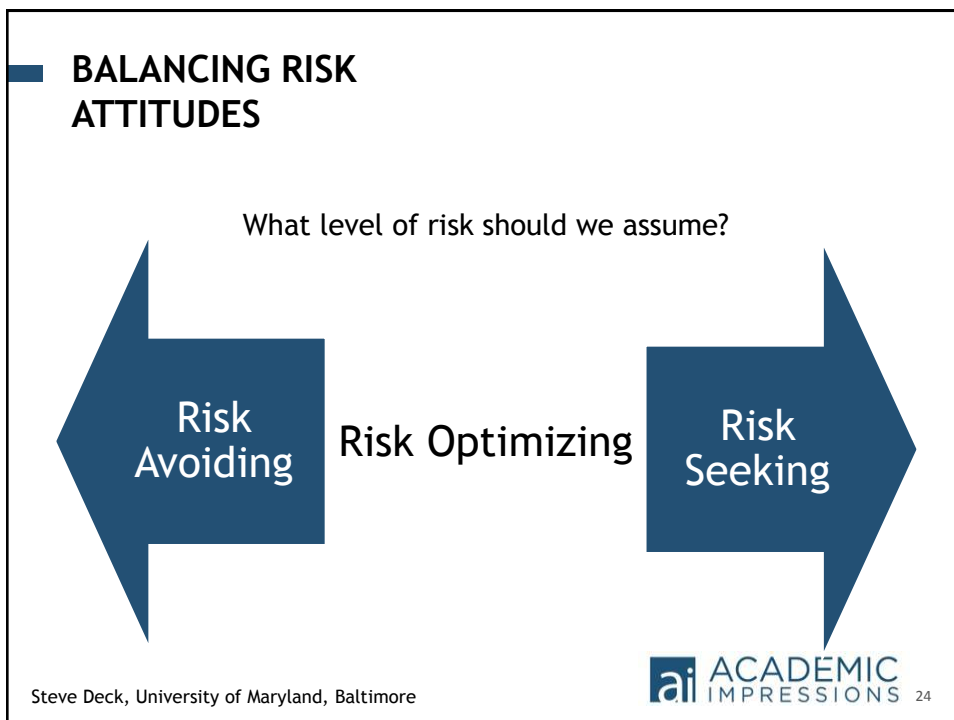 BALANCING RISK
ATTITUDES
What level of risk should we assume?
Risk
Avoiding
Risk Optimizing
Risk
Seeking
Steve Deck, University of Maryland, Baltimore
ai ACADEMIC
IMPRESSIONS
24